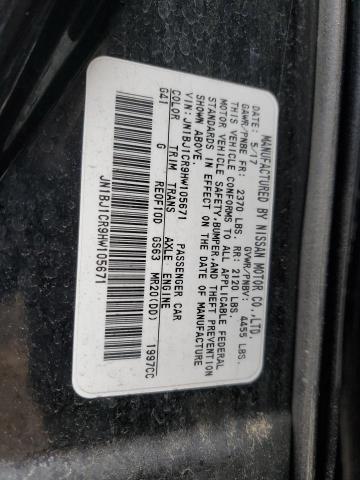 MANUFACTURED BY NISSAN MOTOR CO.,LTD.
DATE: 5/17 GVWR/PNBV: 4455 LBS.
GAWR/PNBE FR: 2370 LBS. RR: 2120 LBS.
THIS VEHICLE CONFORMS TO ALL APPLICABLE FEDERAL
MOTOR VEHICLE SAFETY,BUMPER,AND THEFT PREVENTION
STANDARDS IN EFFECT ON THE DATE OF MANUFACTURE
SHOWN ABOVE.
VIN:JN1BJ1CR9HW105671 PASSENGER CAR
COLOR TRIM TRANS AXLE ENGINE
G41 G RE0F10D GS63 MR20(DD) 1997CC
JN1BJ1CR9HW105671